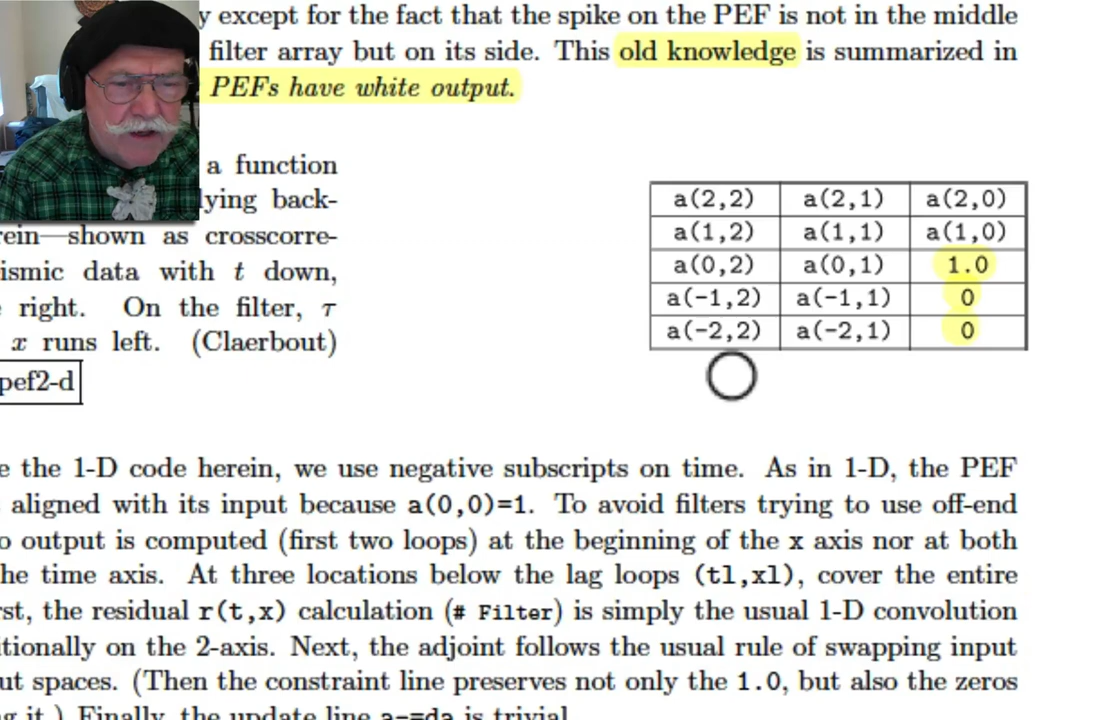 y except for the fact that the spike on the PEF is not in the middle
filter array but on its side. This old knowledge is summarized in
PEFs have white output.
a function
lying back-
rein—shown as crosscorre-
ismic data with t down,
right. On the filter, τ
x runs left. (Claerbout)
pef2-d
a(2,2) a(2,1) a(2,0)
a(1,2) a(1,1) a(1,0)
a(0,2) a(0,1) 1.0
a(-1,2) a(-1,1) 0
a(-2,2) a(-2,1) 0
e the 1-D code herein, we use negative subscripts on time. As in 1-D, the PEF
aligned with its input because a(0,0)=1. To avoid filters trying to use off-end
o output is computed (first two loops) at the beginning of the x axis nor at both
he time axis. At three locations below the lag loops (tl,xl), cover the entire
rst, the residual r(t,x) calculation (# Filter) is simply the usual 1-D convolution
itionally on the 2-axis. Next, the adjoint follows the usual rule of swapping input
ut spaces. (Then the constraint line preserves not only the 1.0, but also the zeros
g it.) Finally, the update line a-=da is trivial